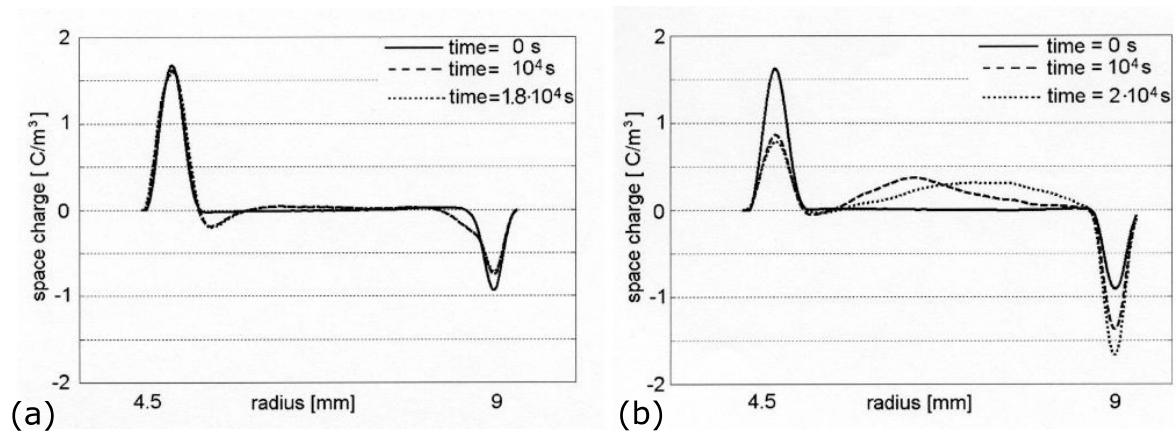 2
time= 0 s
time= 10⁴s
time=1.8·10⁴s
1
0
-1
-2
space charge [ C/m³ ]
4.5
radius [mm]
9
(a)
2
time = 0 s
time = 10⁴s
time = 2·10⁴s
1
0
-1
-2
space charge [ C/m³ ]
4.5
radius [mm]
9
(b)